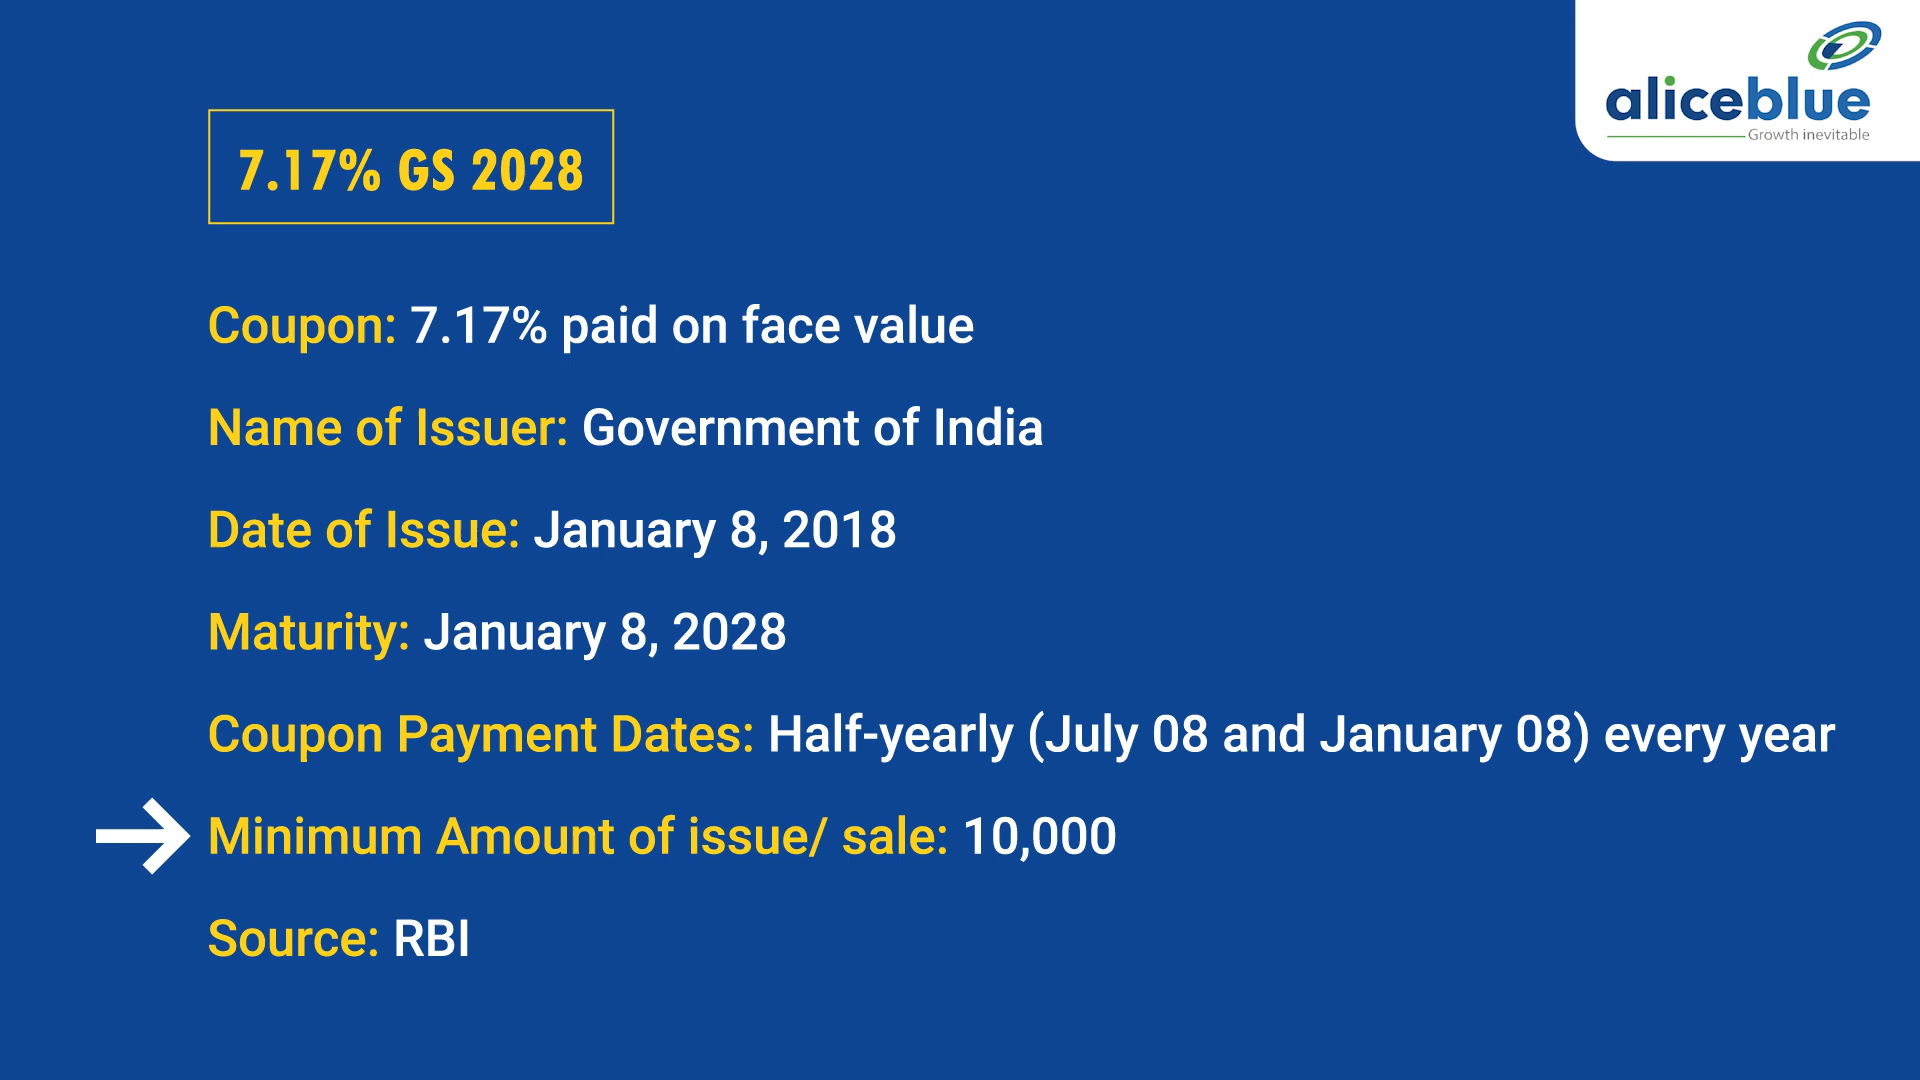 aliceblue
Growth inevitable
7.17% GS 2028
Coupon: 7.17% paid on face value
Name of Issuer: Government of India
Date of Issue: January 8, 2018
Maturity: January 8, 2028
Coupon Payment Dates: Half-yearly (July 08 and January 08) every year
Minimum Amount of issue/ sale: 10,000
Source: RBI